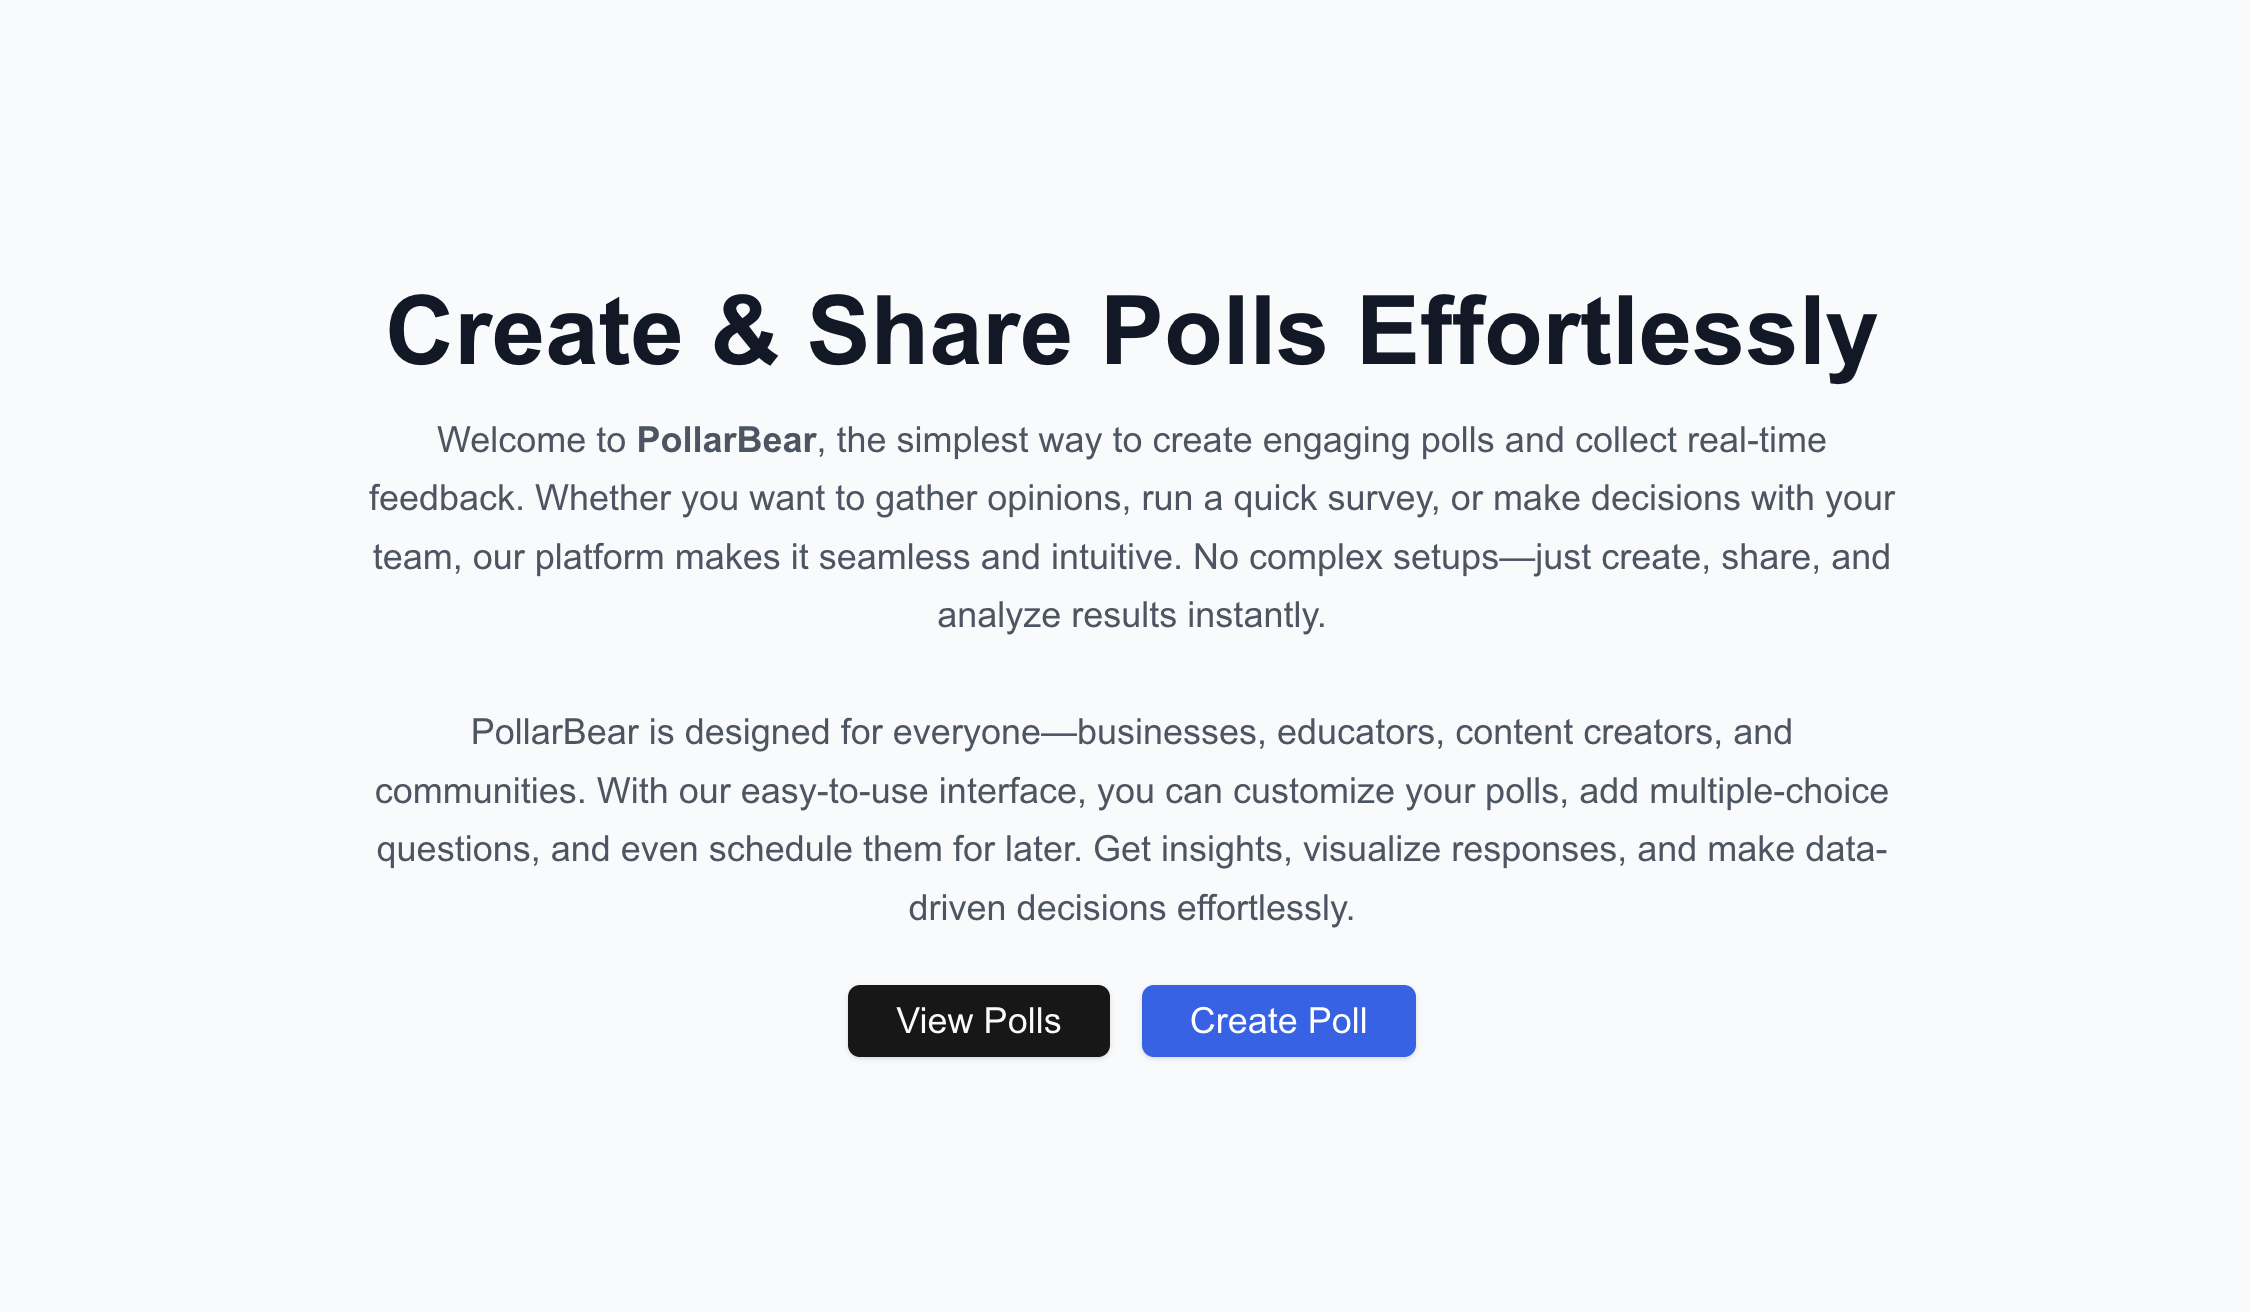 Create & Share Polls Effortlessly
Welcome to PollarBear, the simplest way to create engaging polls and collect real-time
feedback. Whether you want to gather opinions, run a quick survey, or make decisions with your
team, our platform makes it seamless and intuitive. No complex setups—just create, share, and
analyze results instantly.
PollarBear is designed for everyone—businesses, educators, content creators, and
communities. With our easy-to-use interface, you can customize your polls, add multiple-choice
questions, and even schedule them for later. Get insights, visualize responses, and make data-
driven decisions effortlessly.
View Polls
Create Poll